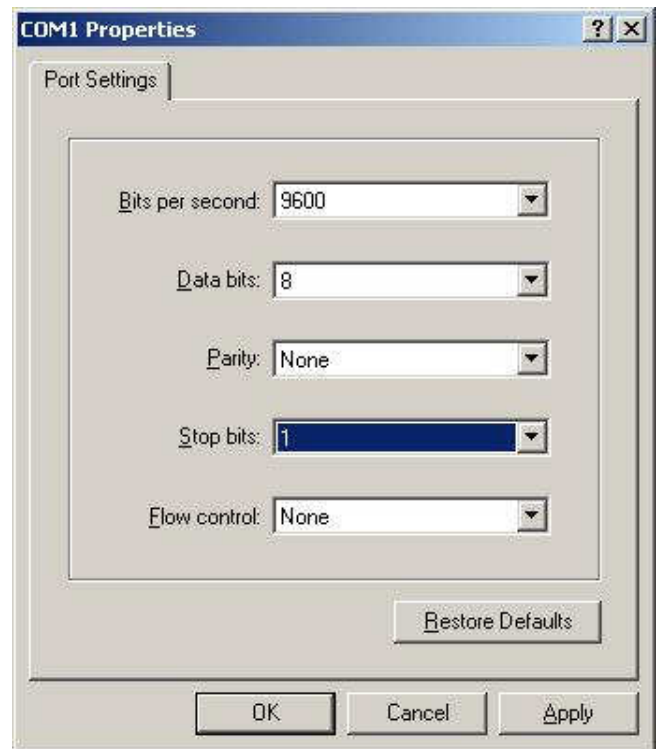 COM1 Properties
Port Settings
Bits per second: 9600
Data bits: 8
Parity: None
Stop bits: 1
Flow control: None
Restore Defaults
OK Cancel Apply